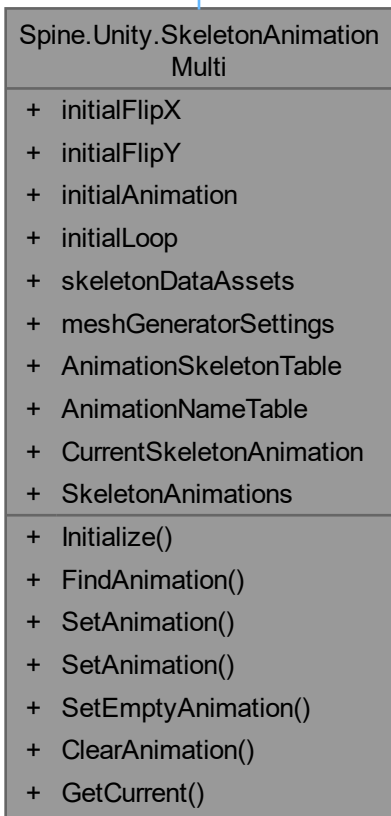 Spine.Unity.SkeletonAnimation
Multi
+ initialFlipX
+ initialFlipY
+ initialAnimation
+ initialLoop
+ skeletonDataAssets
+ meshGeneratorSettings
+ AnimationSkeletonTable
+ AnimationNameTable
+ CurrentSkeletonAnimation
+ SkeletonAnimations
+ Initialize()
+ FindAnimation()
+ SetAnimation()
+ SetAnimation()
+ SetEmptyAnimation()
+ ClearAnimation()
+ GetCurrent()